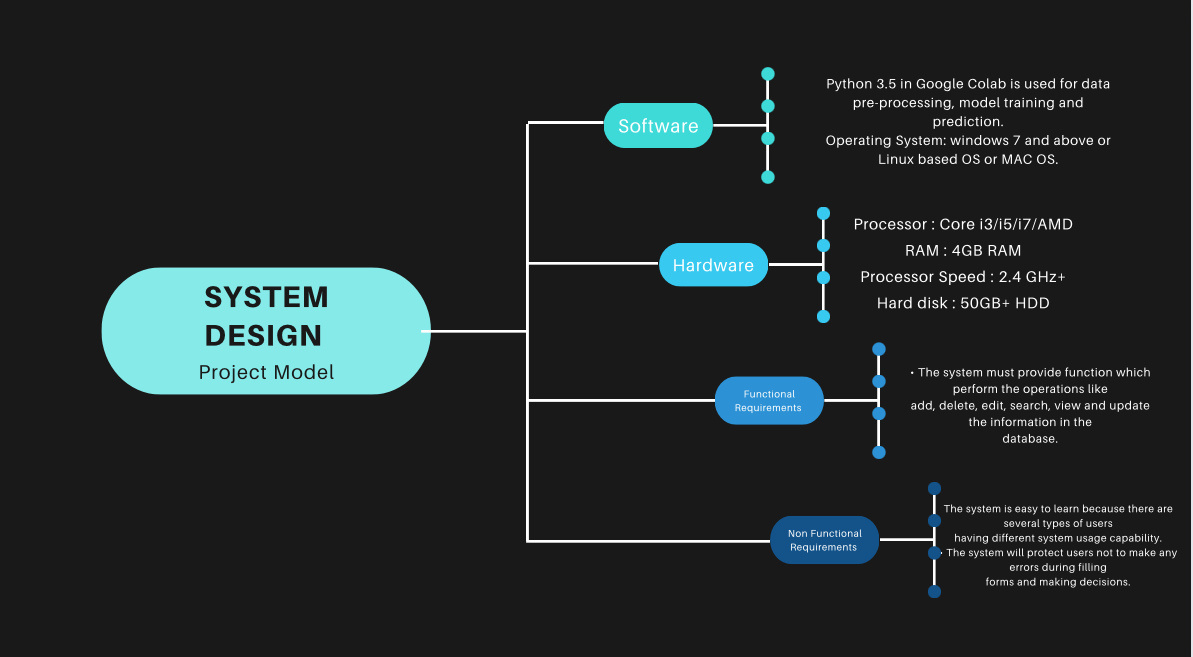 SYSTEM
DESIGN
Project Model
Software
Python 3.5 in Google Colab is used for data
pre-processing, model training and
prediction.
Operating System: windows 7 and above or
Linux based OS or MAC OS.
Hardware
Processor : Core i3/i5/i7/AMD
RAM : 4GB RAM
Processor Speed : 2.4 GHz+
Hard disk : 50GB+ HDD
Functional
Requirements
• The system must provide function which
perform the operations like
add, delete, edit, search, view and update
the information in the
database.
Non Functional
Requirements
The system is easy to learn because there are
several types of users
having different system usage capability.
• The system will protect users not to make any
errors during filling
forms and making decisions.